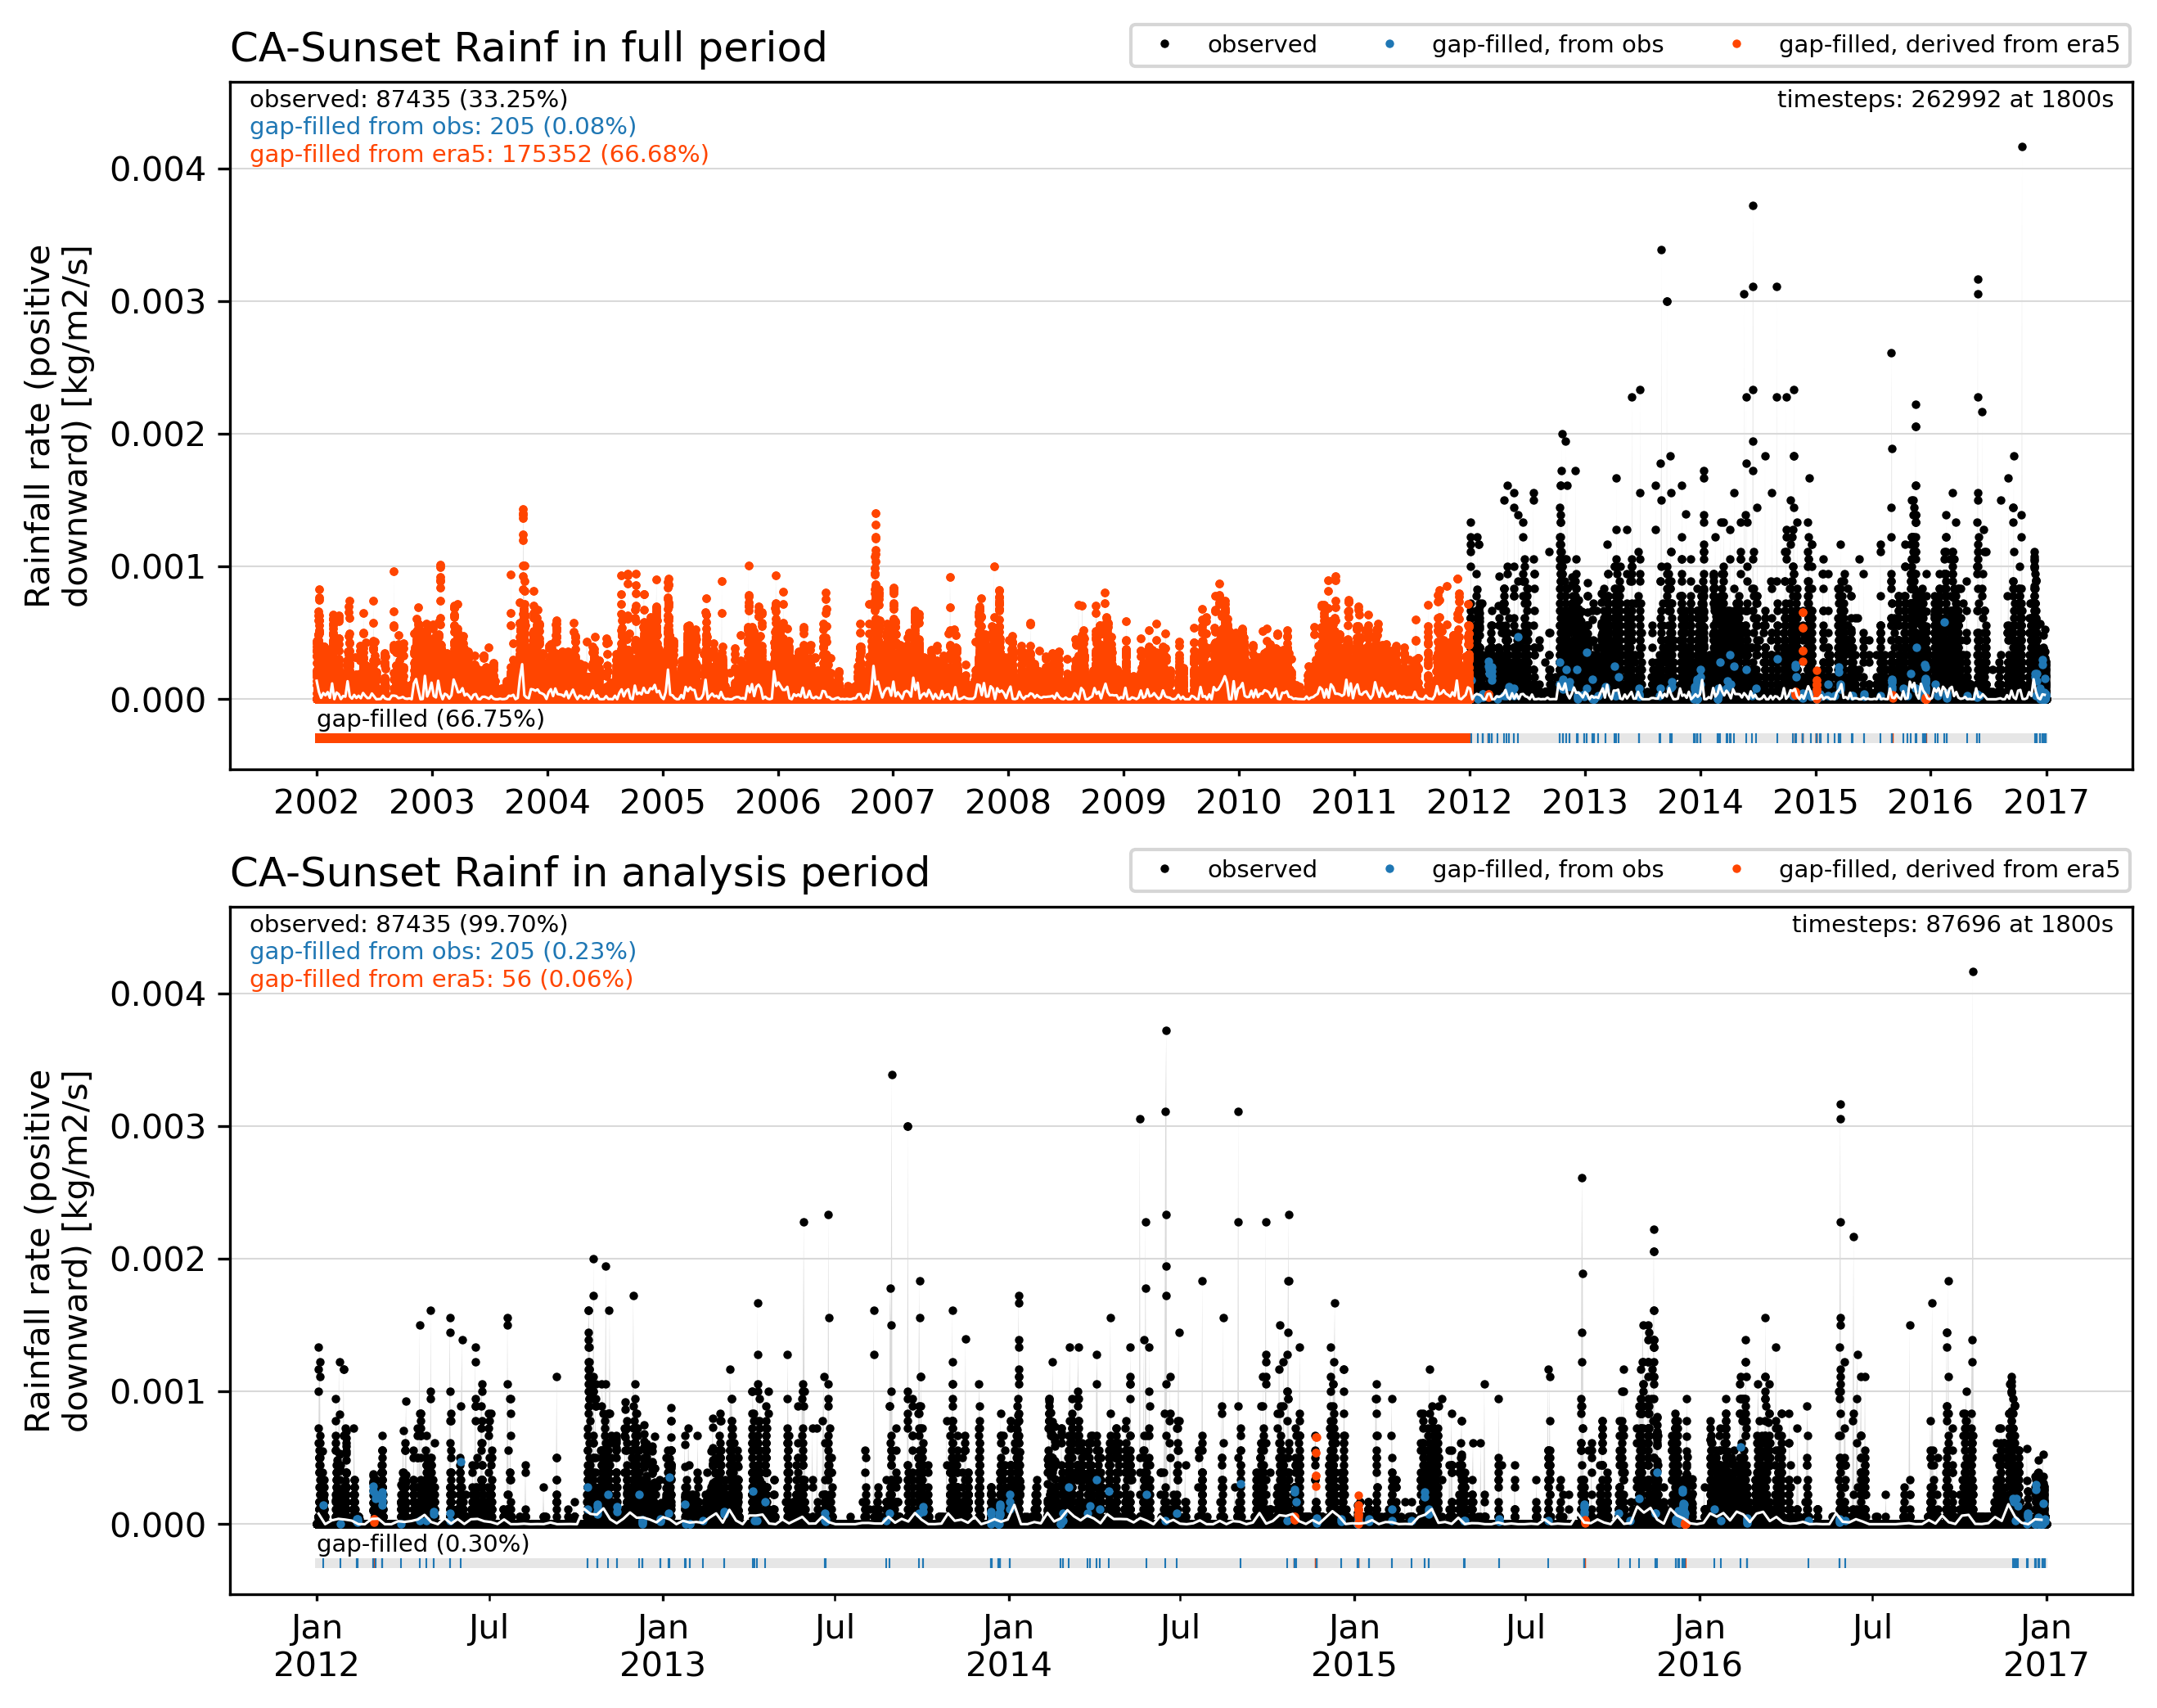 CA-Sunset Rainf in full period
observed
gap-filled, from obs
gap-filled, derived from era5
observed: 87435 (33.25%)
timesteps: 262992 at 1800s
gap-filled from obs: 205 (0.08%)
gap-filled from era5: 175352 (66.68%)
Rainfall rate (positive
downward) [kg/m2/s]
0.004
0.003
0.002
0.001
0.000
gap-filled (66.75%)
2002 2003 2004 2005 2006 2007 2008 2009 2010 2011 2012 2013 2014 2015 2016 2017
CA-Sunset Rainf in analysis period
observed
gap-filled, from obs
gap-filled, derived from era5
observed: 87435 (99.70%)
timesteps: 87696 at 1800s
gap-filled from obs: 205 (0.23%)
gap-filled from era5: 56 (0.06%)
Rainfall rate (positive
downward) [kg/m2/s]
0.004
0.003
0.002
0.001
0.000
gap-filled (0.30%)
Jan Jul Jan Jul Jan Jul Jan Jul Jan Jul Jan
2012 2013 2014 2015 2016 2017